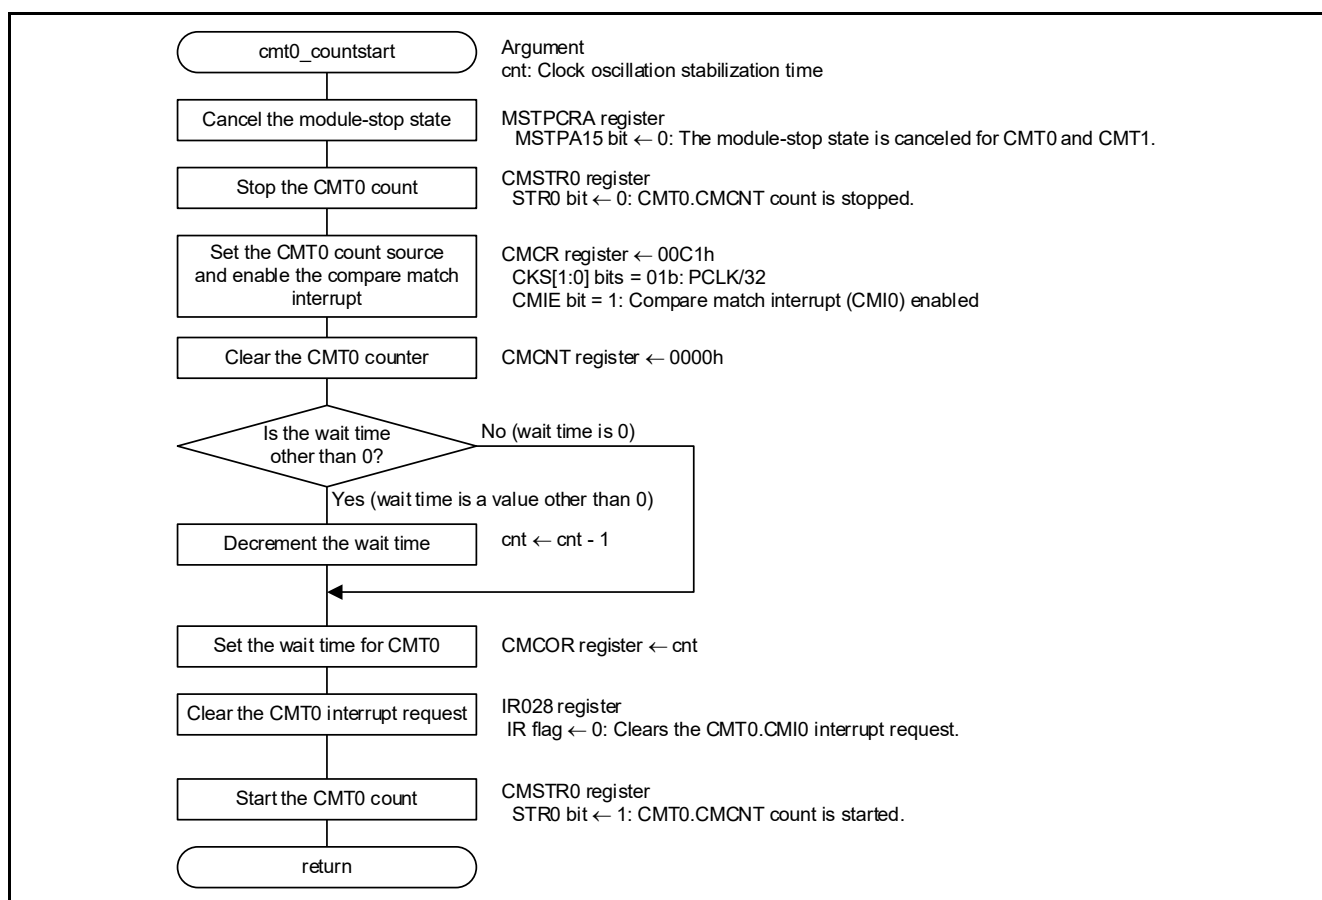 cmt0_countstart
Argument
cnt: Clock oscillation stabilization time
Cancel the module-stop state
MSTPCRA register
MSTPA15 bit ← 0: The module-stop state is canceled for CMT0 and CMT1.
Stop the CMT0 count
CMSTR0 register
STR0 bit ← 0: CMT0.CMCNT count is stopped.
Set the CMT0 count source
and enable the compare match
interrupt
CMCR register ← 00C1h
CKS[1:0] bits = 01b: PCLK/32
CMIE bit = 1: Compare match interrupt (CMI0) enabled
Clear the CMT0 counter
CMCNT register ← 0000h
Is the wait time
other than 0?
No (wait time is 0)
Yes (wait time is a value other than 0)
Decrement the wait time
cnt ← cnt - 1
Set the wait time for CMT0
CMCOR register ← cnt
Clear the CMT0 interrupt request
IR028 register
IR flag ← 0: Clears the CMT0.CMI0 interrupt request.
Start the CMT0 count
CMSTR0 register
STR0 bit ← 1: CMT0.CMCNT count is started.
return